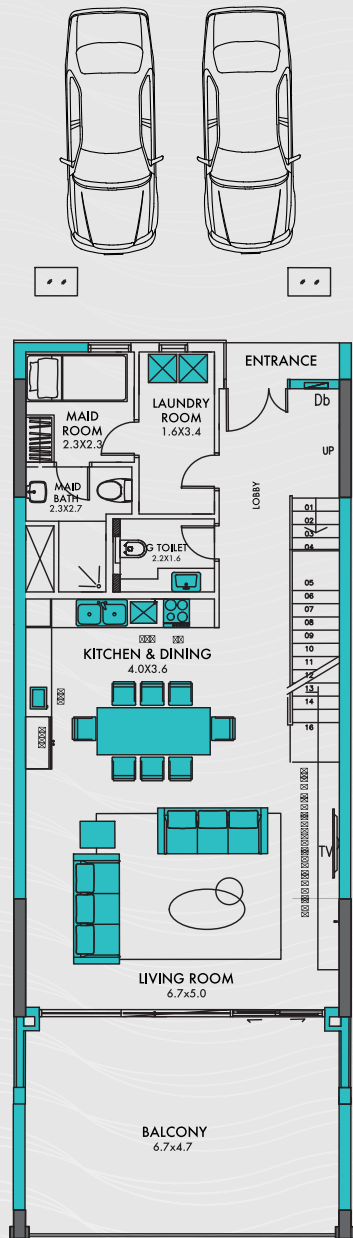 ENTRANCE
Db
MAID
ROOM
2.3X2.3
LAUNDRY
ROOM
1.6X3.4
UP
LOBBY
MAID
BATH
2.3X2.7
G TOILET
2.2X1.6
01
02
03
04
05
06
07
08
09
10
11
12
13
14
16
KITCHEN & DINING
4.0X3.6
TV
LIVING ROOM
6.7x5.0
BALCONY
6.7x4.7